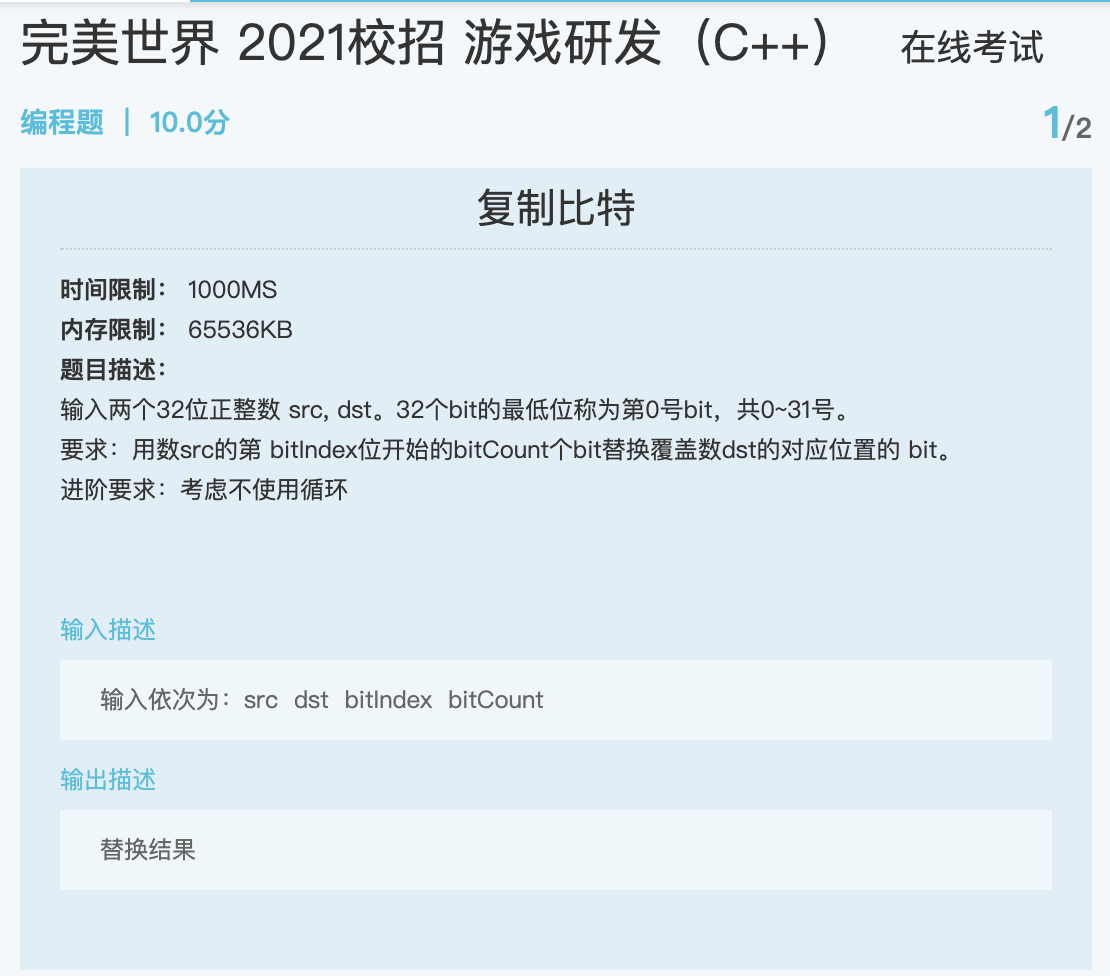 完美世界 2021校招 游戏研发（C++） 在线考试
编程题 | 10.0分 1/2
复制比特
时间限制： 1000MS
内存限制： 65536KB
题目描述：
输入两个32位正整数 src, dst。32个bit的最低位称为第0号bit，共0~31号。
要求：用数src的第 bitIndex位开始的bitCount个bit替换覆盖数dst的对应位置的 bit。
进阶要求：考虑不使用循环
输入描述
输入依次为：src dst bitIndex bitCount
输出描述
替换结果